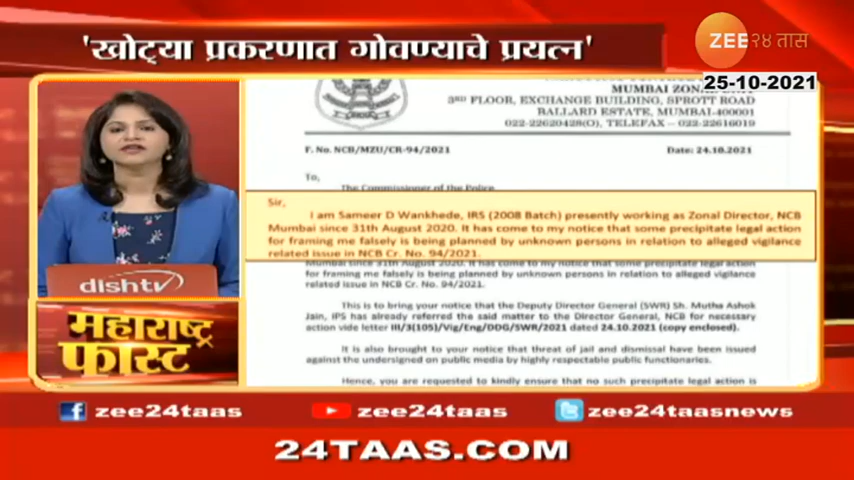 'खोट्या प्रकरणात गोवण्याचे प्रयत्न'
ZEE २४ तास
25-10-2021
MUMBAI ZONAL UNIT
3RD FLOOR, EXCHANGE BUILDING, SPROTT ROAD
BALLARD ESTATE, MUMBAI-400001
022-22620428(O), TELEFAX – 022-22616019
F. No. NCB/MZU/CR-94/2021
Date: 24.10.2021
To,
The Commissioner of the Police
Sir,
I am Sameer D Wankhede, IRS (2008 Batch) presently working as Zonal Director, NCB
Mumbai since 31th August 2020. It has come to my notice that some precipitate legal action
for framing me falsely is being planned by unknown persons in relation to alleged vigilance
related issue in NCB Cr. No. 94/2021.
Mumbai since 31th August 2020. It has come to my notice that some precipitate legal action
for framing me falsely is being planned by unknown persons in relation to alleged vigilance
related issue in NCB Cr. No. 94/2021.
This is to bring your notice that the Deputy Director General (SWR) Sh. Mutha Ashok
Jain, IPS has already referred the said matter to the Director General, NCB for necessary
action vide letter III/3(105)/Vig/Eng/DDG/SWR/2021 dated 24.10.2021 (copy enclosed).
It is also brought to your notice that threat of jail and dismissal have been issued
against the undersigned on public media by highly respectable public functionaries.
Hence, you are requested to kindly ensure that no such precipitate legal action is
dishtv
महाराष्ट्र
फास्ट
zee24taas
zee24taas
zee24taasnews
24TAAS.COM